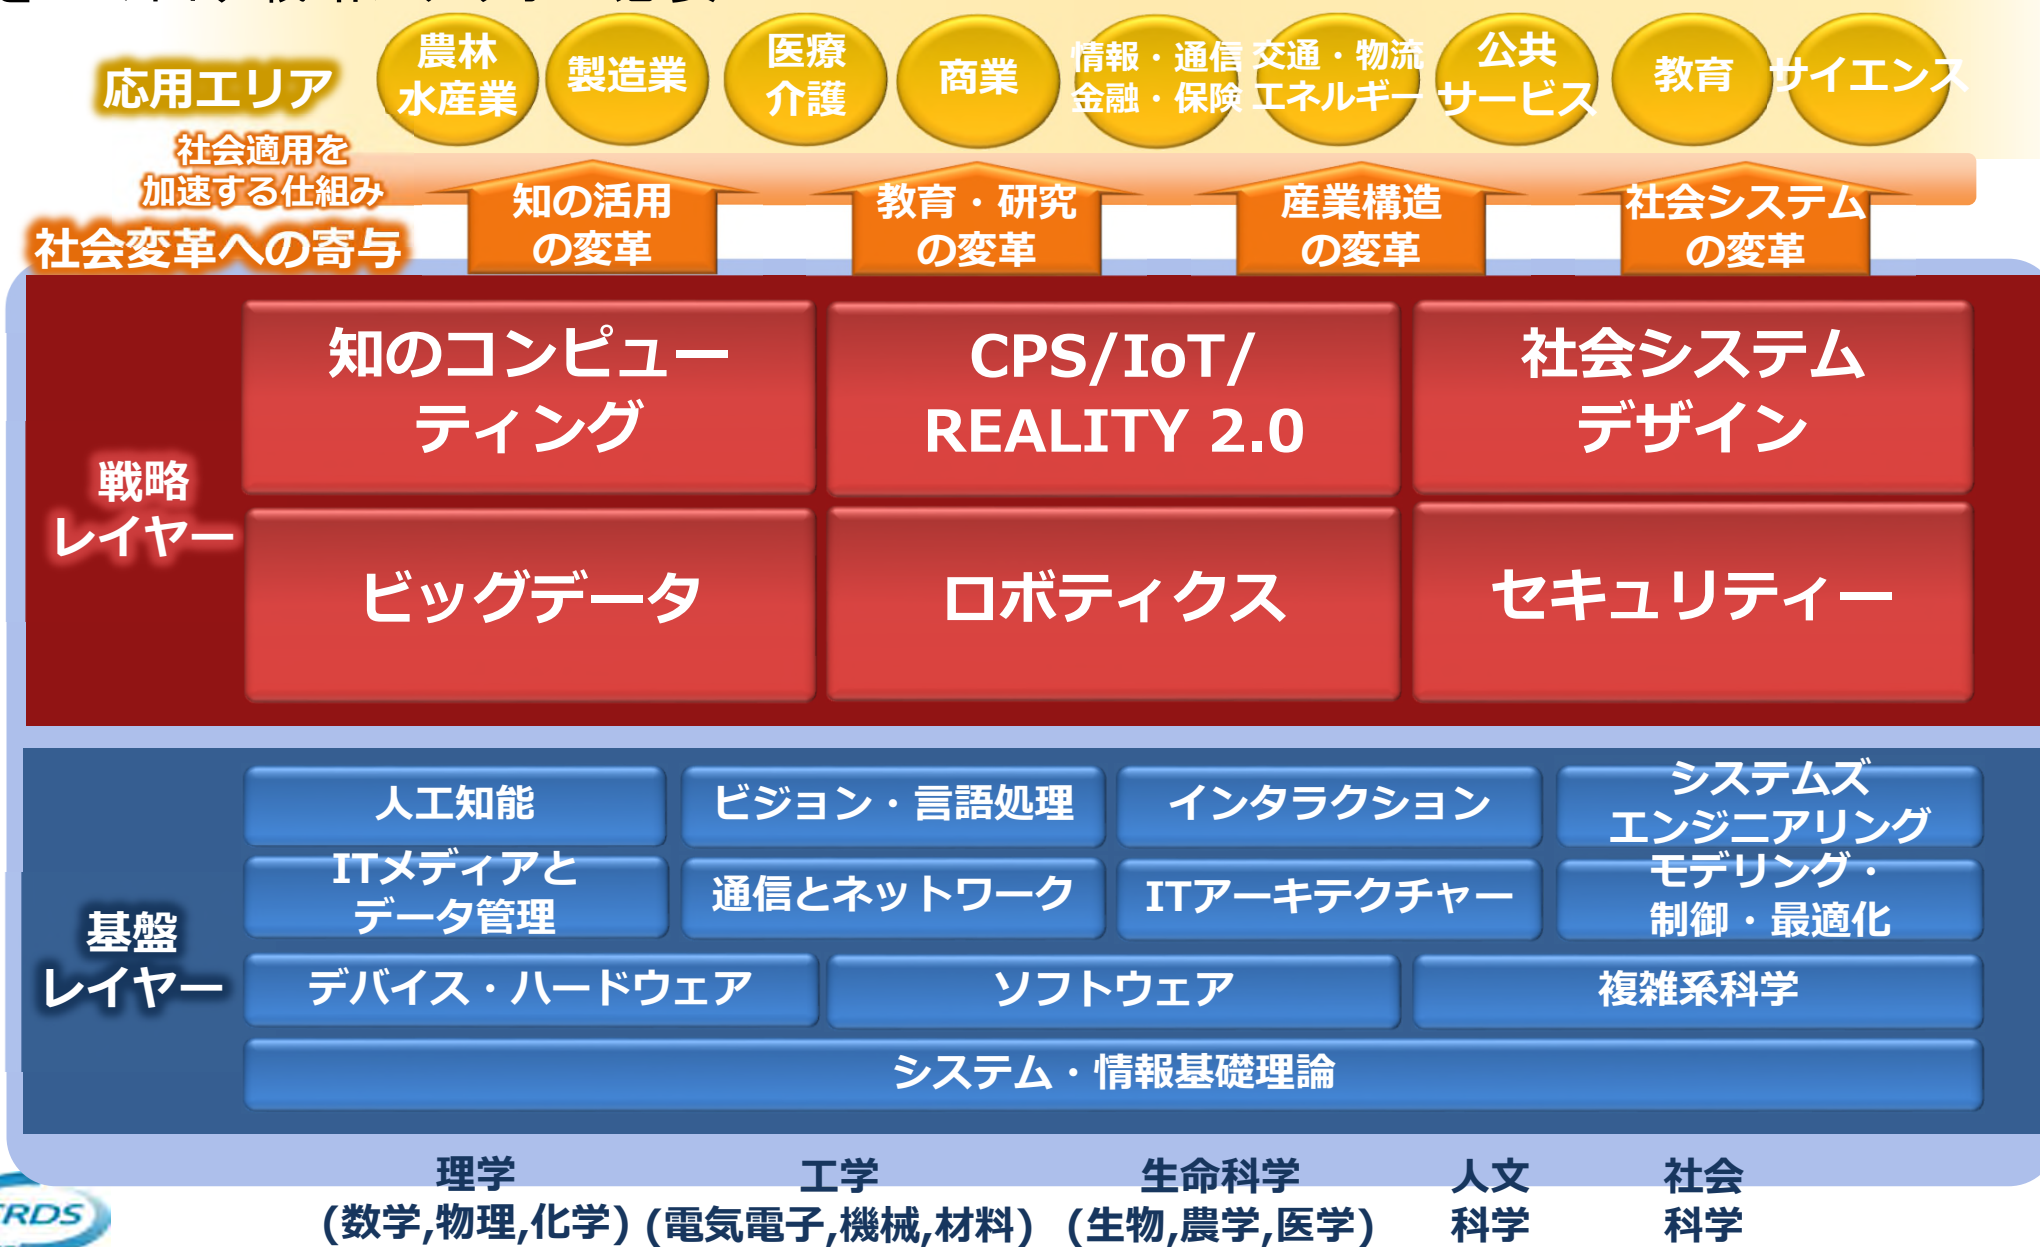 応用エリア
農林
水産業
製造業
医療
介護
商業
情報・通信
金融・保険
交通・物流
エネルギー
公共
サービス
教育
サイエンス
社会適用を
加速する仕組み
社会変革への寄与
知の活用
の変革
教育・研究
の変革
産業構造
の変革
社会システム
の変革
戦略
レイヤー
知のコンピュー
ティング
CPS/IoT/
REALITY 2.0
社会システム
デザイン
ビッグデータ
ロボティクス
セキュリティー
基盤
レイヤー
人工知能
ビジョン・言語処理
インタラクション
システムズ
エンジニアリング
ITメディアと
データ管理
通信とネットワーク
ITアーキテクチャー
モデリング・
制御・最適化
デバイス・ハードウェア
ソフトウェア
複雑系科学
システム・情報基礎理論
理学
(数学,物理,化学)
工学
(電気電子,機械,材料)
生命科学
(生物,農学,医学)
人文
科学
社会
科学
RDS